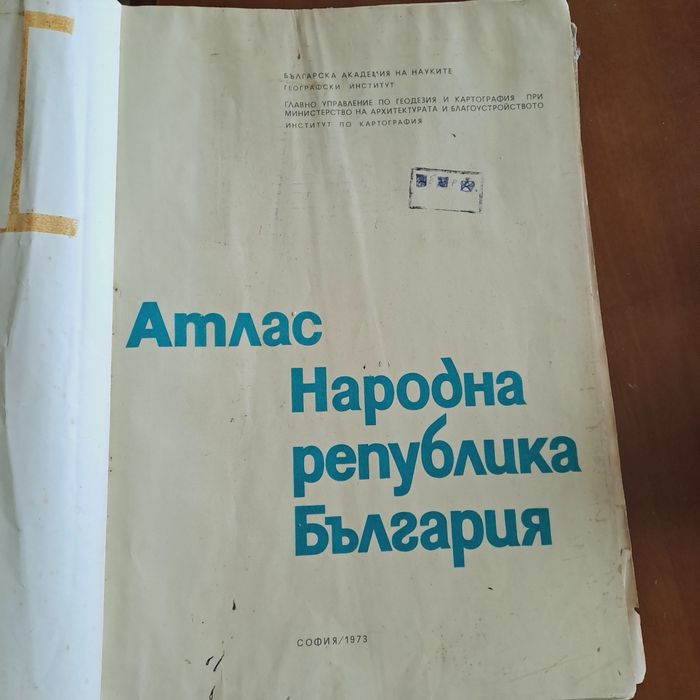 БЪЛГАРСКА АКАДЕМИЯ НА НАУКИТЕ
ГЕОГРАФСКИ ИНСТИТУТ
ГЛАВНО УПРАВЛЕНИЕ ПО ГЕОДЕЗИЯ И КАРТОГРАФИЯ ПРИ
МИНИСТЕРСТВО НА АРХИТЕКТУРАТА И БЛАГОУСТРОЙСТВОТО
ИНСТИТУТ ПО КАРТОГРАФИЯ
Атлас
Народна
република
България
СОФИЯ/1973